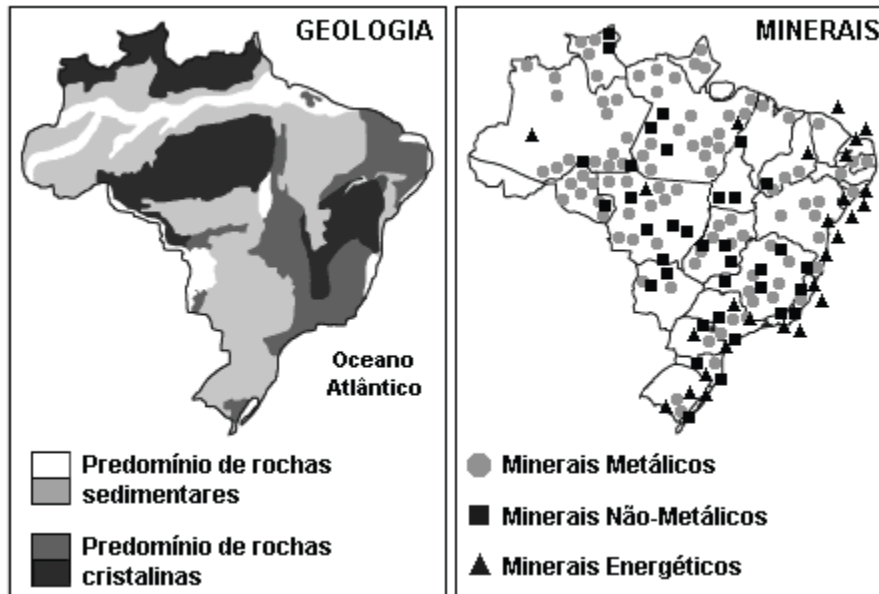 GEOLOGIA
Oceano
Atlântico
Predomínio de rochas
sedimentares
Predomínio de rochas
cristalinas
MINERAIS
Minerais Metálicos
Minerais Não-Metálicos
Minerais Energéticos